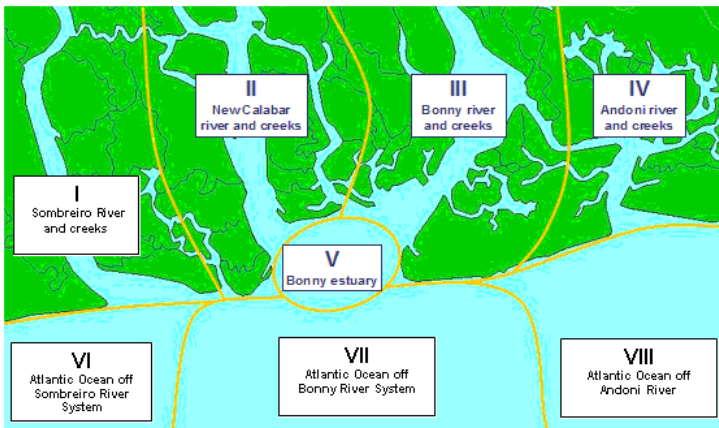 II
New Calabar
river and creeks
III
Bonny river
and creeks
IV
Andoni river
and creeks
I
Sombreiro River
and creeks
V
Bonny estuary
VI
Atlantic Ocean off
Sombreiro River
System
VII
Atlantic Ocean off
Bonny River System
VIII
Atlantic Ocean off
Andoni River